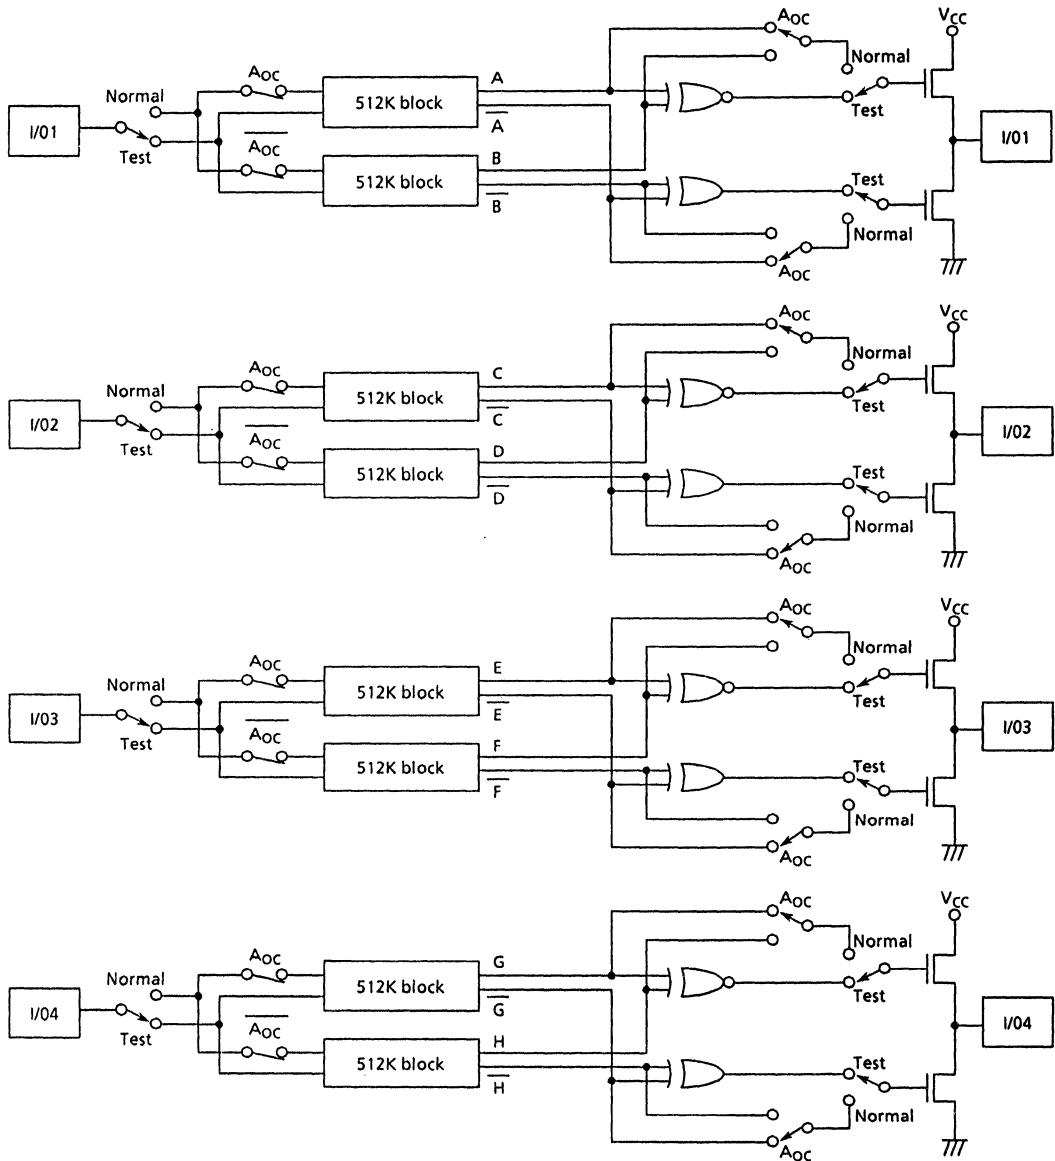 AOC
VCC
Normal
AOC
A
Normal
512K block
A
Test
I/01
I/01
Test
AOC
B
Test
512K block
B
Normal
AOC
AOC
VCC
Normal
AOC
C
Normal
512K block
C
Test
I/02
I/02
Test
AOC
D
Test
512K block
D
Normal
AOC
AOC
VCC
Normal
AOC
E
Normal
512K block
E
Test
I/03
I/03
Test
AOC
F
Test
512K block
F
Normal
AOC
AOC
VCC
Normal
AOC
G
Normal
512K block
G
Test
I/04
I/04
Test
AOC
H
Test
512K block
H
Normal
AOC